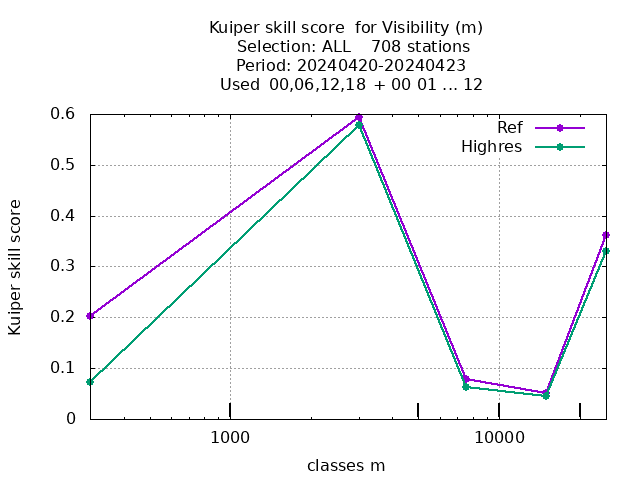 Kuiper skill score  for Visibility (m)
Selection: ALL    708 stations
Period: 20240420-20240423
Used  00,06,12,18  + 00 01 ... 12
Ref
Highres
0.6
0.5
0.4
0.3
0.2
0.1
0
Kuiper skill score
1000
10000
classes m